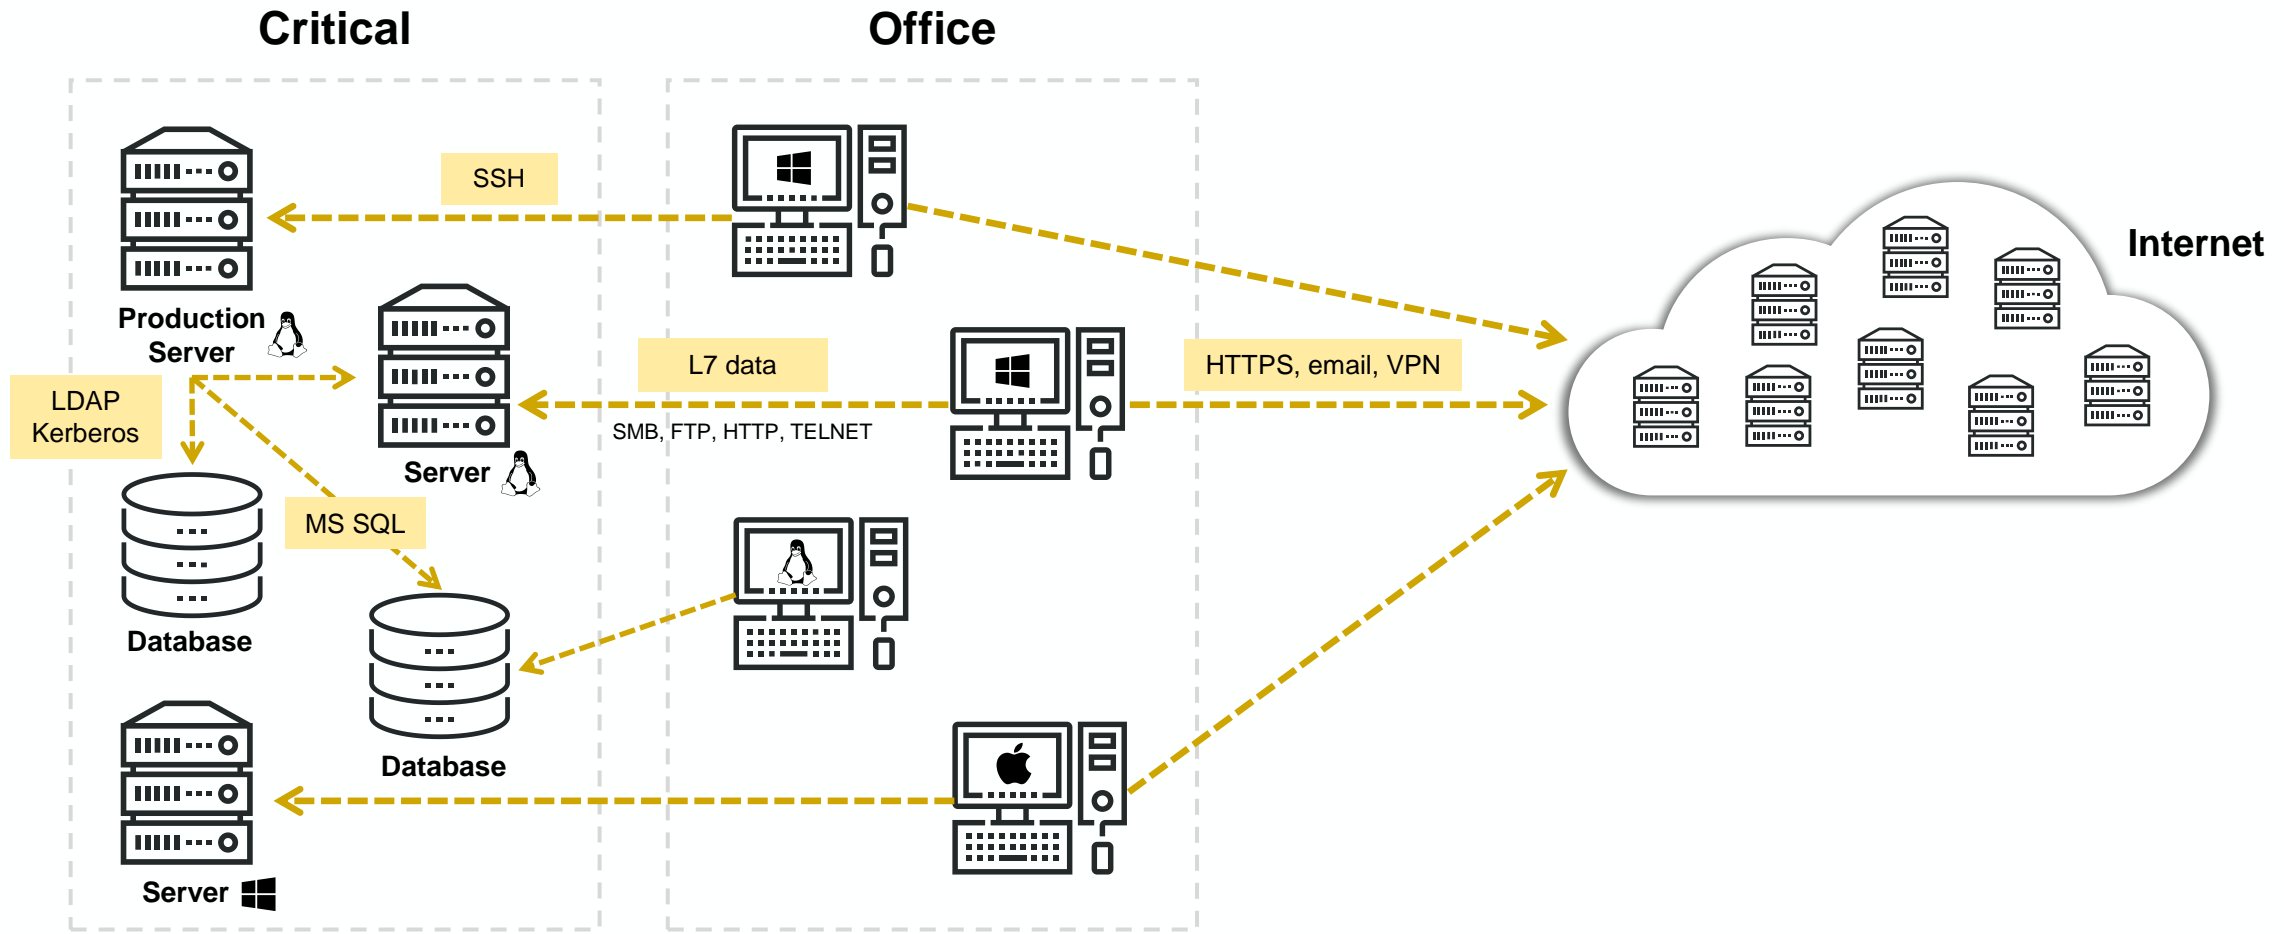 Critical
Office
SSH
Internet
Production
Server
L7 data
HTTPS, email, VPN
LDAP
Kerberos
SMB, FTP, HTTP, TELNET
Server
MS SQL
Database
Database
Server